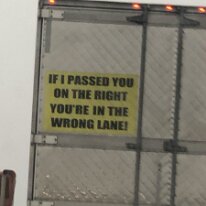 IF I PASSED YOU
ON THE RIGHT
YOU'RE IN THE
WRONG LANE!